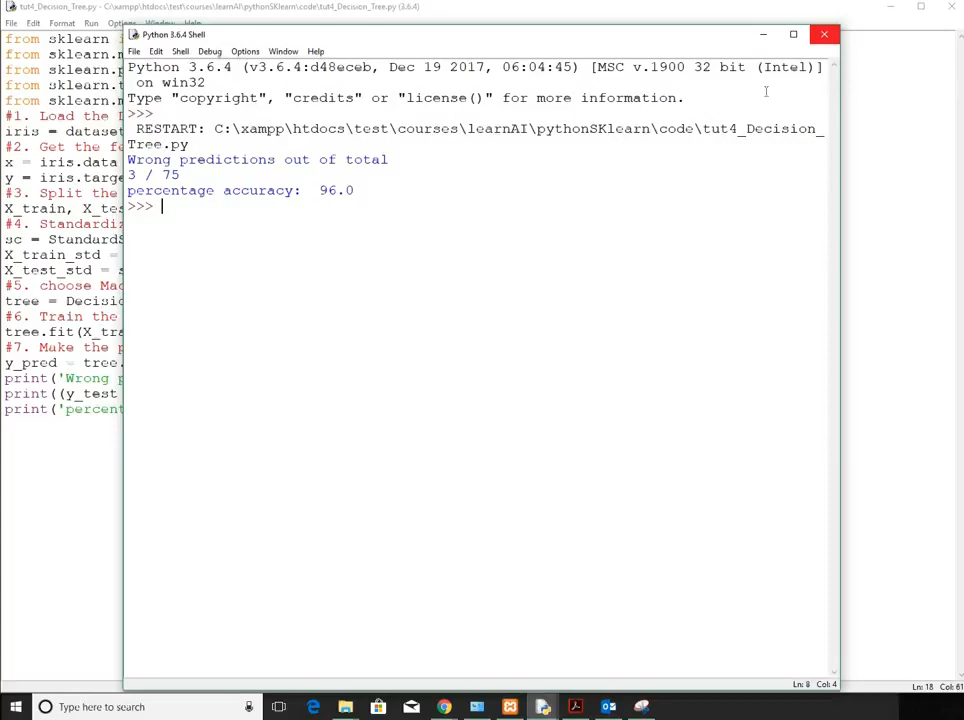 tut4_Decision_Tree.py - C:\xampp\htdocs\test\courses\learnAI\pythonSKlearn\code\tut4_Decision_Tree.py (3.6.4)
File Edit Format Run Options Window Help
from sklearn i
from sklearn.m
from sklearn.p
from sklearn.t
from sklearn.m
#1. Load the D
iris = dataset
#2. Get the fe
x = iris.data
y = iris.targe
#3. Split the
X_train, X_tes
#4. Standardiz
sc = StandardS
X_train_std =
X_test_std = s
#5. choose Mac
tree = Decisio
#6. Train the
tree.fit(X_tra
#7. Make the p
y_pred = tree.
print('Wrong p
print((y_test
print('percent
Python 3.6.4 Shell
File Edit Shell Debug Options Window Help
Python 3.6.4 (v3.6.4:d48eceb, Dec 19 2017, 06:04:45) [MSC v.1900 32 bit (Intel)]
on win32
Type "copyright", "credits" or "license()" for more information.
>>>
RESTART: C:\xampp\htdocs\test\courses\learnAI\pythonSKlearn\code\tut4_Decision_
Tree.py
Wrong predictions out of total
3 / 75
percentage accuracy:  96.0
>>>
Ln: 8 Col: 4
Ln: 18 Col: 61
Type here to search